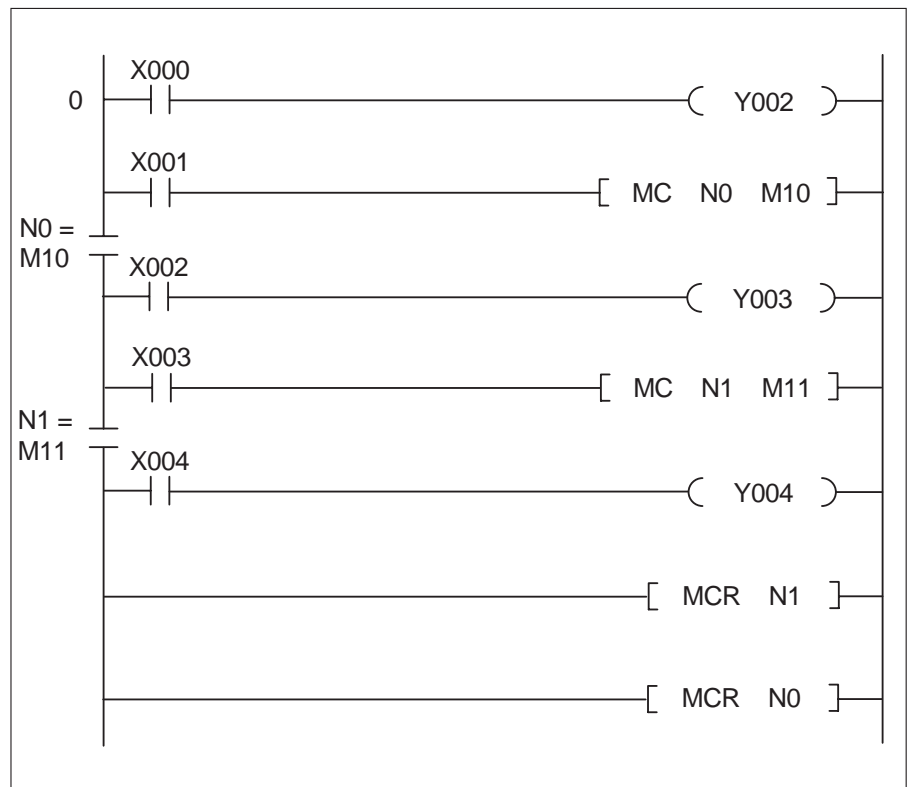 X000
0 Y002
X001
MC N0 M10
N0 =
M10
X002
Y003
X003
MC N1 M11
N1 =
M11
X004
Y004
MCR N1
MCR N0